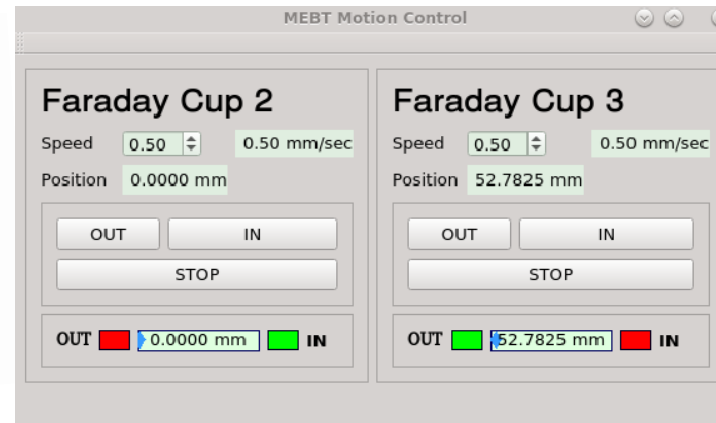 MEBT Motion Control
Faraday Cup 2
Speed 0.50 0.50 mm/sec
Position 0.0000 mm
OUT IN
STOP
OUT 0.0000 mm IN
Faraday Cup 3
Speed 0.50 0.50 mm/sec
Position 52.7825 mm
OUT IN
STOP
OUT 52.7825 mm IN